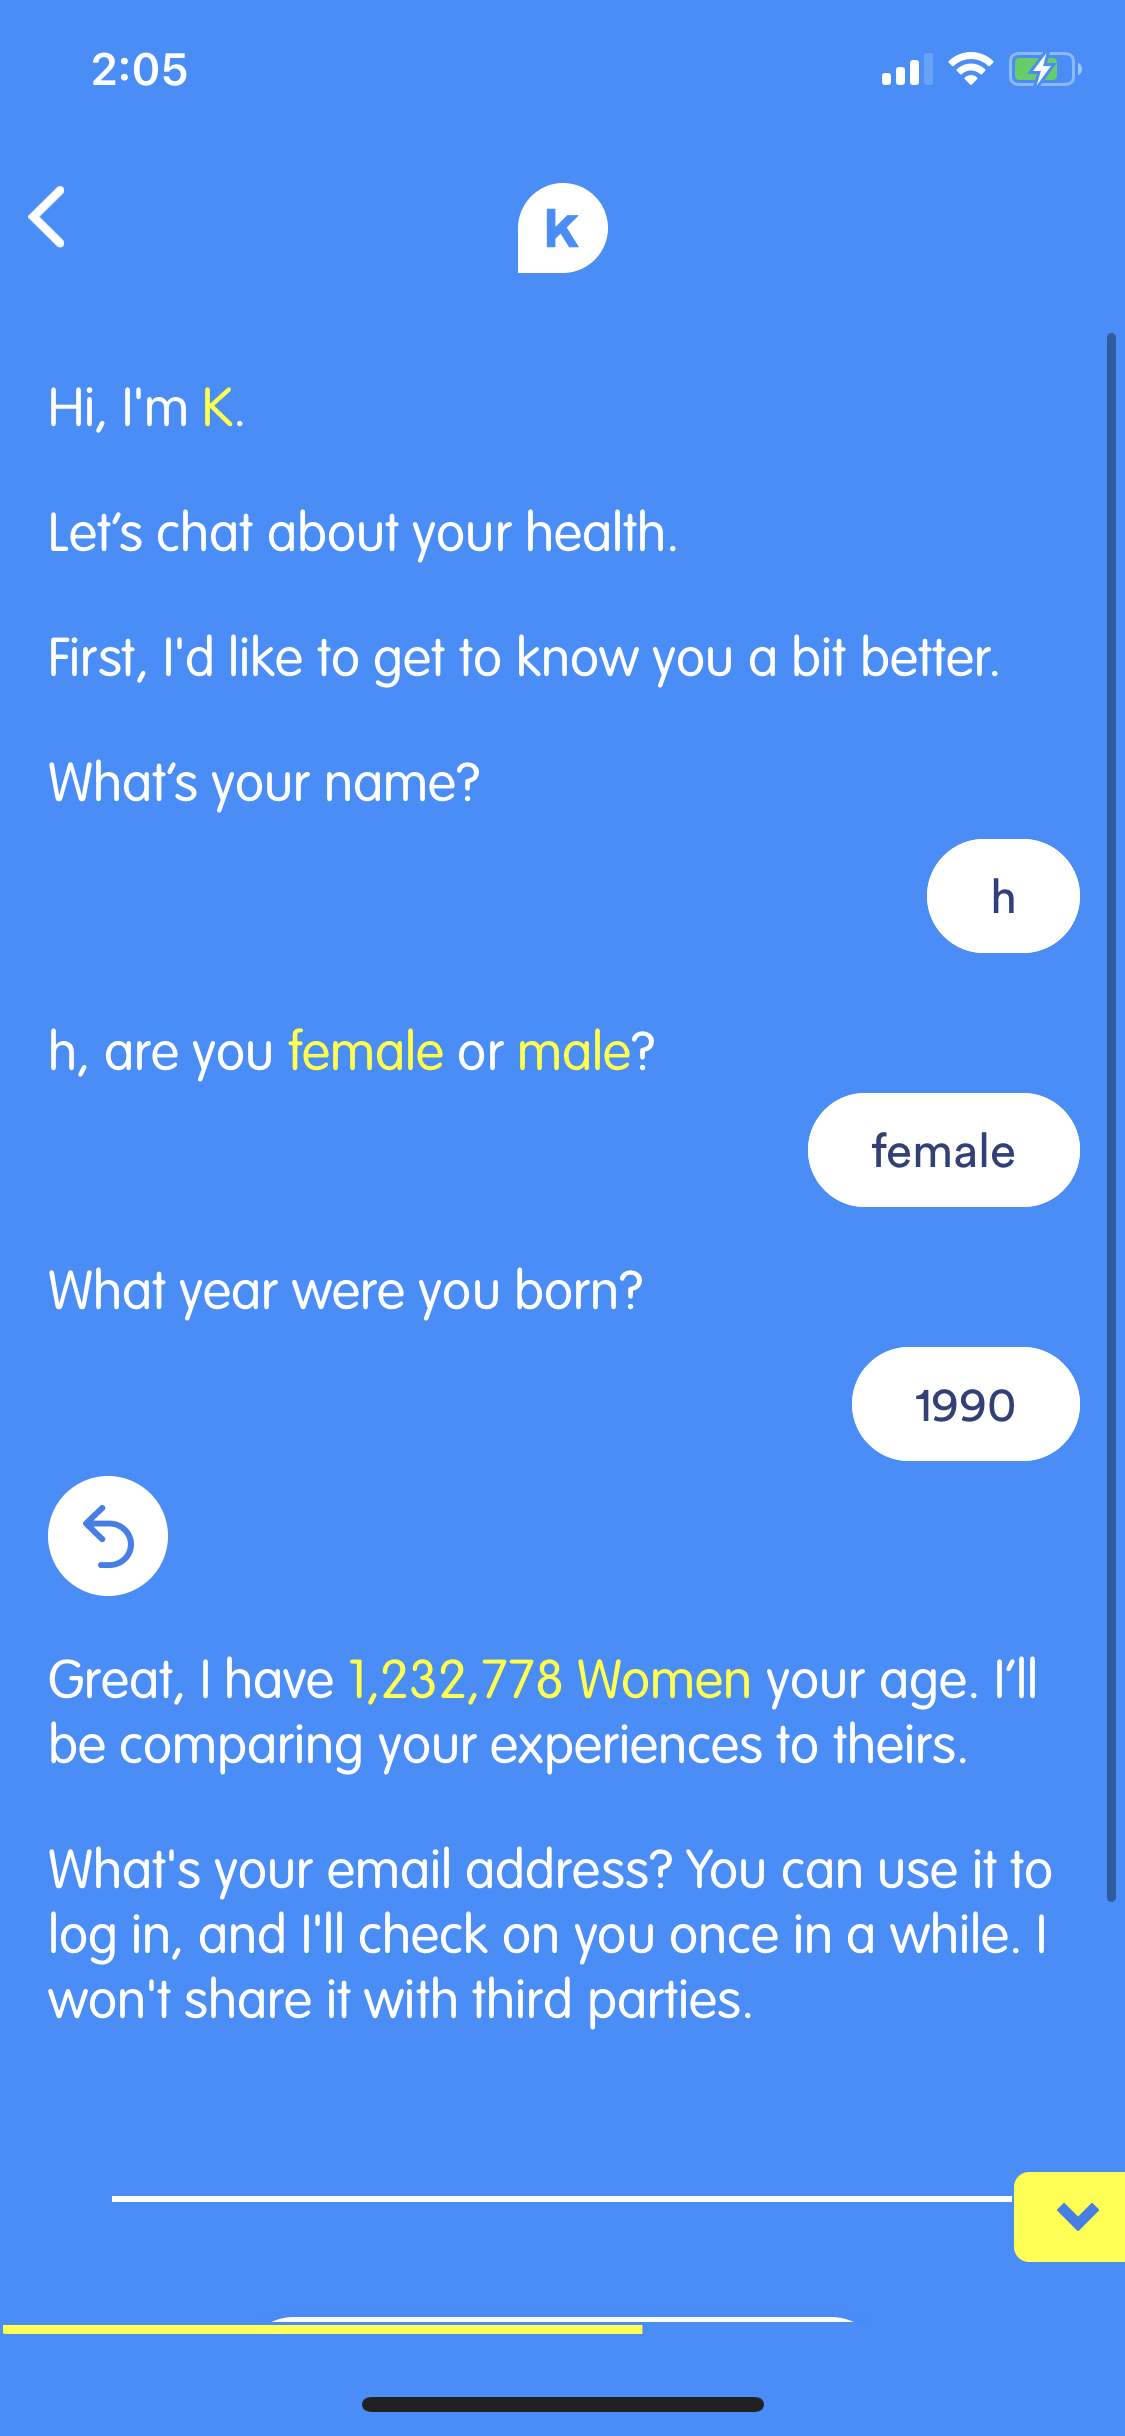 2:05
k
Hi, I'm K.
Let’s chat about your health.
First, I'd like to get to know you a bit better.
What’s your name?
h
h, are you female or male?
female
What year were you born?
1990
Great, I have 1,232,778 Women your age. I’ll
be comparing your experiences to theirs.
What's your email address? You can use it to
log in, and I'll check on you once in a while. I
won't share it with third parties.